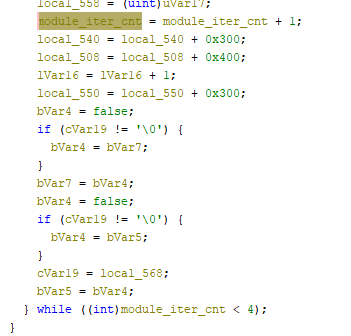 local_558 = (uint)uVar17;
module_iter_cnt = module_iter_cnt + 1;
local_540 = local_540 + 0x300;
local_508 = local_508 + 0x400;
lVar16 = lVar16 + 1;
local_550 = local_550 + 0x300;
bVar4 = false;
if (cVar19 != '\0') {
bVar4 = bVar7;
}
bVar7 = bVar4;
bVar4 = false;
if (cVar19 != '\0') {
bVar4 = bVar5;
}
cVar19 = local_568;
bVar5 = bVar4;
} while ((int)module_iter_cnt < 4);
}